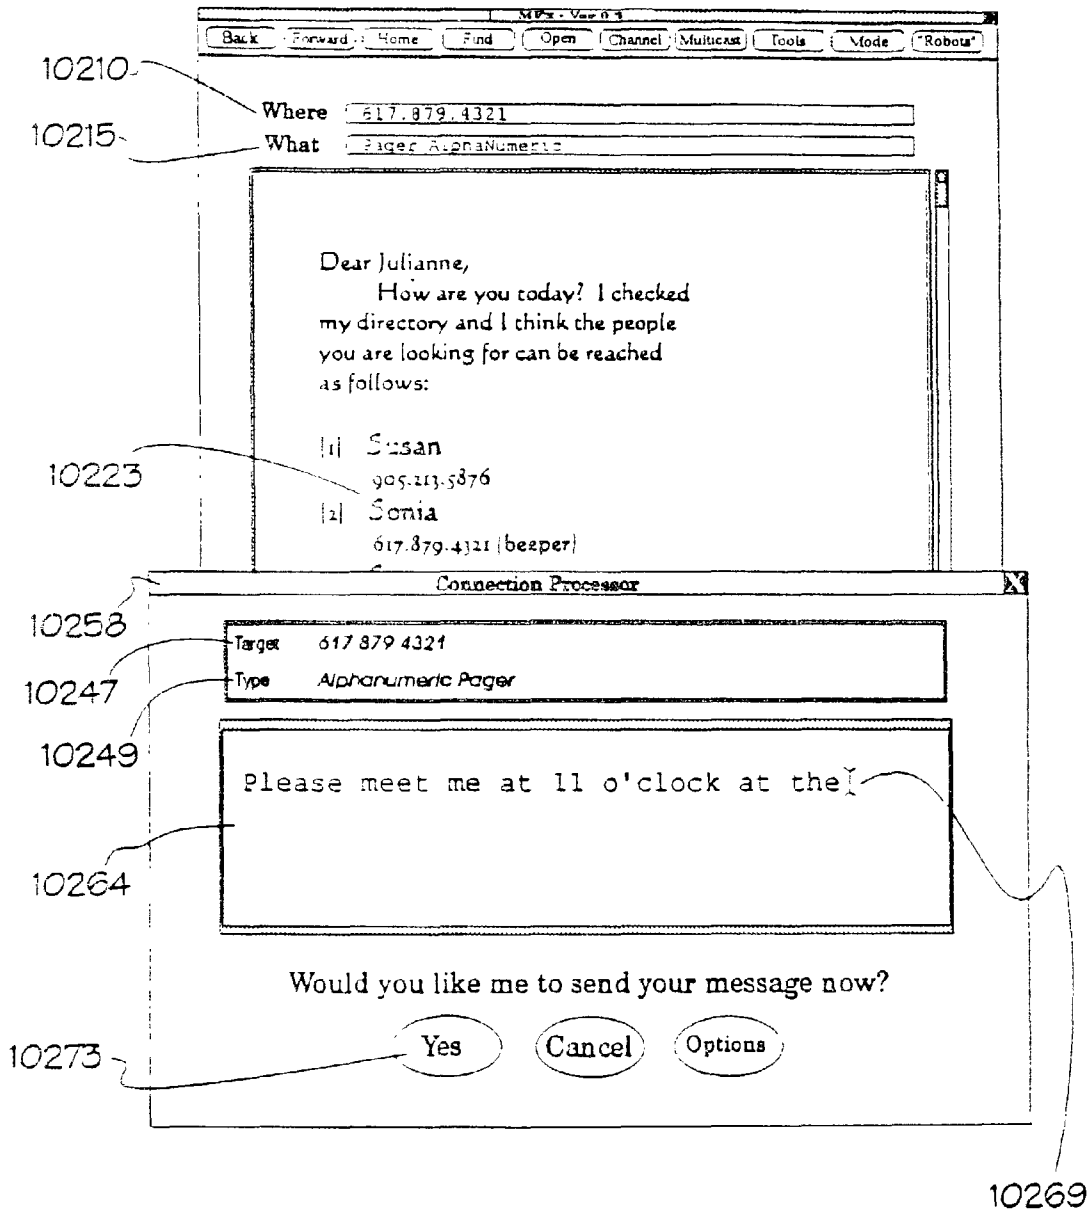 Back Forward Home Find Open Channel Multicast Tools Mode "Robots"
10210
Where 617.879.4321
10215
What Pager AlphaNumeric
Dear Julianne,
How are you today? I checked
my directory and I think the people
you are looking for can be reached
as follows:
[1] Susan
905.213.5876
10223
[2] Sonia
617.879.4321 [beeper]
Connection Processor X
10258
Target 617 879 4321
10247
Type Alphanumeric Pager
10249
Please meet me at 11 o'clock at the
10264
Would you like me to send your message now?
10273
Yes Cancel Options
10269